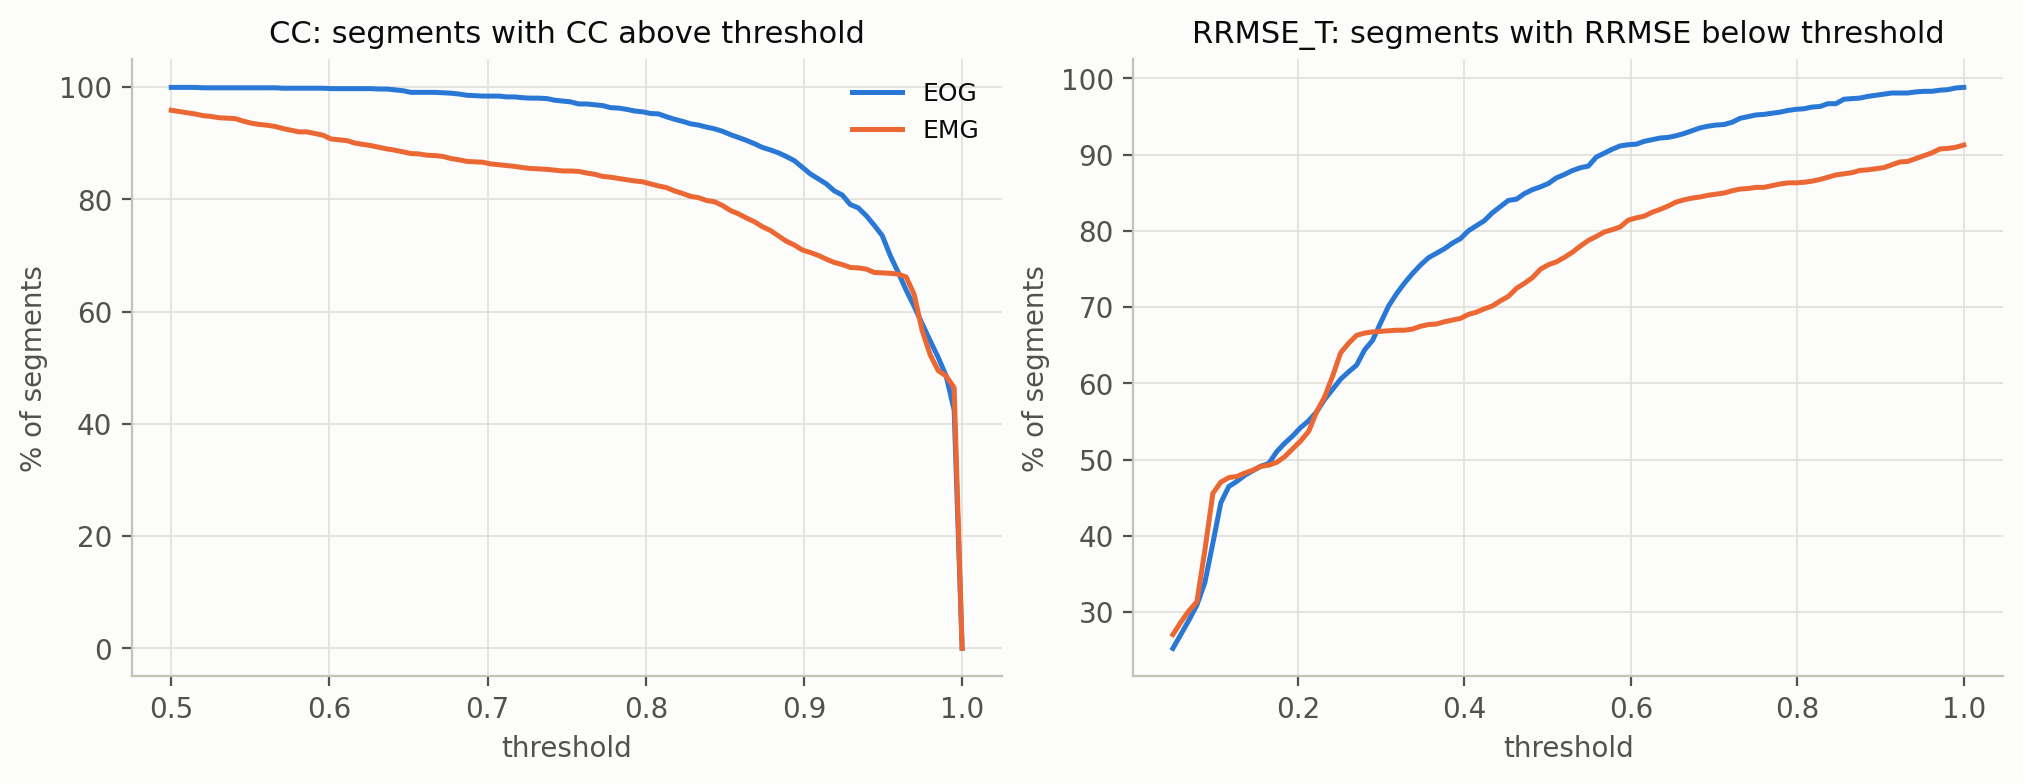 CC: segments with CC above threshold
% of segments
100
80
60
40
20
0
0.5 0.6 0.7 0.8 0.9 1.0
threshold
EOG
EMG
RRMSE_T: segments with RRMSE below threshold
% of segments
100
90
80
70
60
50
40
30
0.2 0.4 0.6 0.8 1.0
threshold